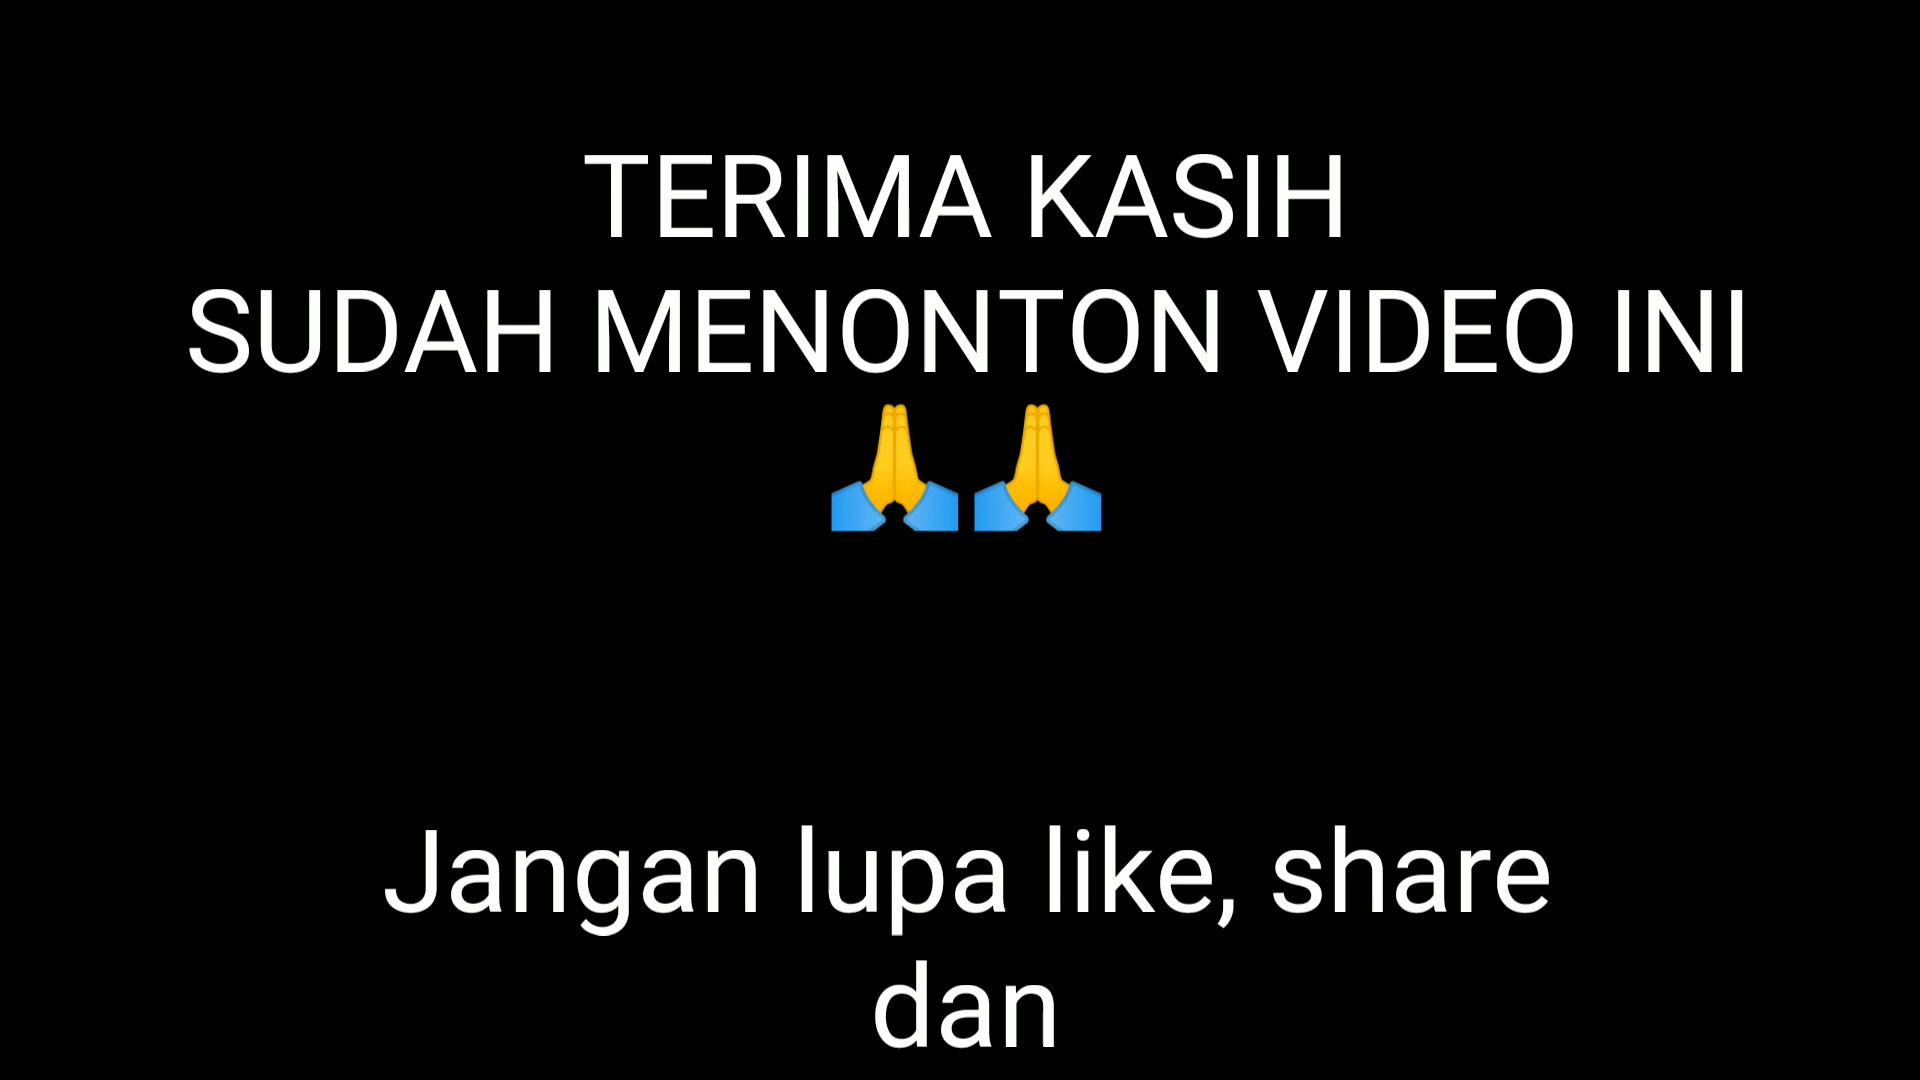 TERIMA KASIH
SUDAH MENONTON VIDEO INI
🙏🙏
Jangan lupa like, share
dan